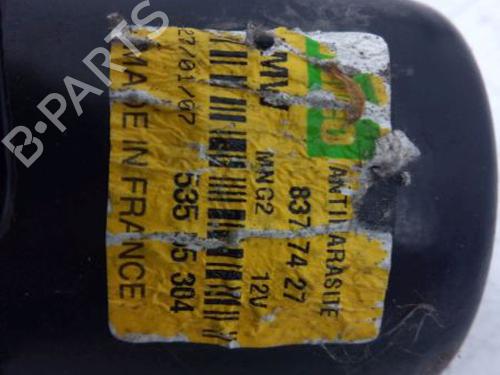 B-PARTS
ANTIPARASITE
837 74 27
MNG2 12V
535 304
27/01/07
MADE IN FRANCE